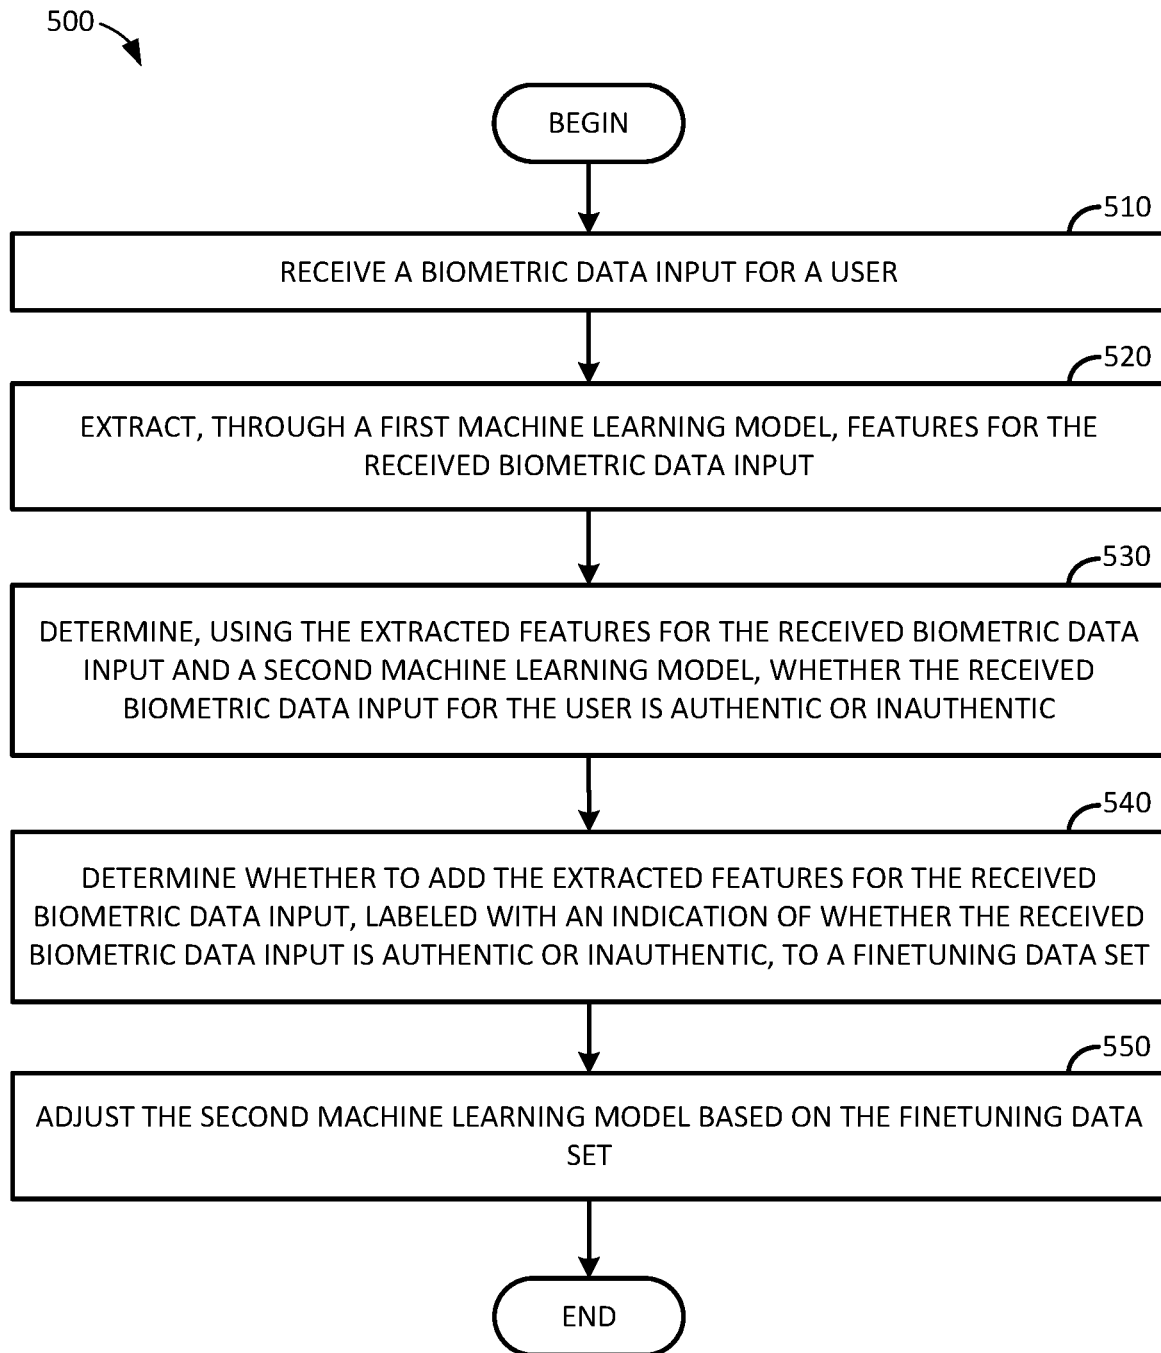 500
BEGIN
510
RECEIVE A BIOMETRIC DATA INPUT FOR A USER
520
EXTRACT, THROUGH A FIRST MACHINE LEARNING MODEL, FEATURES FOR THE
RECEIVED BIOMETRIC DATA INPUT
530
DETERMINE, USING THE EXTRACTED FEATURES FOR THE RECEIVED BIOMETRIC DATA
INPUT AND A SECOND MACHINE LEARNING MODEL, WHETHER THE RECEIVED
BIOMETRIC DATA INPUT FOR THE USER IS AUTHENTIC OR INAUTHENTIC
540
DETERMINE WHETHER TO ADD THE EXTRACTED FEATURES FOR THE RECEIVED
BIOMETRIC DATA INPUT, LABELED WITH AN INDICATION OF WHETHER THE RECEIVED
BIOMETRIC DATA INPUT IS AUTHENTIC OR INAUTHENTIC, TO A FINETUNING DATA SET
550
ADJUST THE SECOND MACHINE LEARNING MODEL BASED ON THE FINETUNING DATA
SET
END